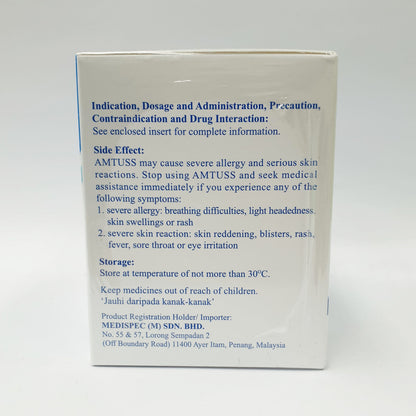 Indication, Dosage and Administration, Precaution,
Contraindication and Drug Interaction:
See enclosed insert for complete information.
Side Effect:
AMTUSS may cause severe allergy and serious skin
reactions. Stop using AMTUSS and seek medical
assistance immediately if you experience any of the
following symptoms:
1. severe allergy: breathing difficulties, light headedness,
skin swellings or rash
2. severe skin reaction: skin reddening, blisters, rash,
fever, sore throat or eye irritation
Storage:
Store at temperature of not more than 30⁰C.
Keep medicines out of reach of children.
‘Jauhi daripada kanak-kanak’
Product Registration Holder/ Importer:
MEDISPEC (M) SDN. BHD.
No. 55 & 57, Lorong Sempadan 2
(Off Boundary Road) 11400 Ayer Itam, Penang, Malaysia